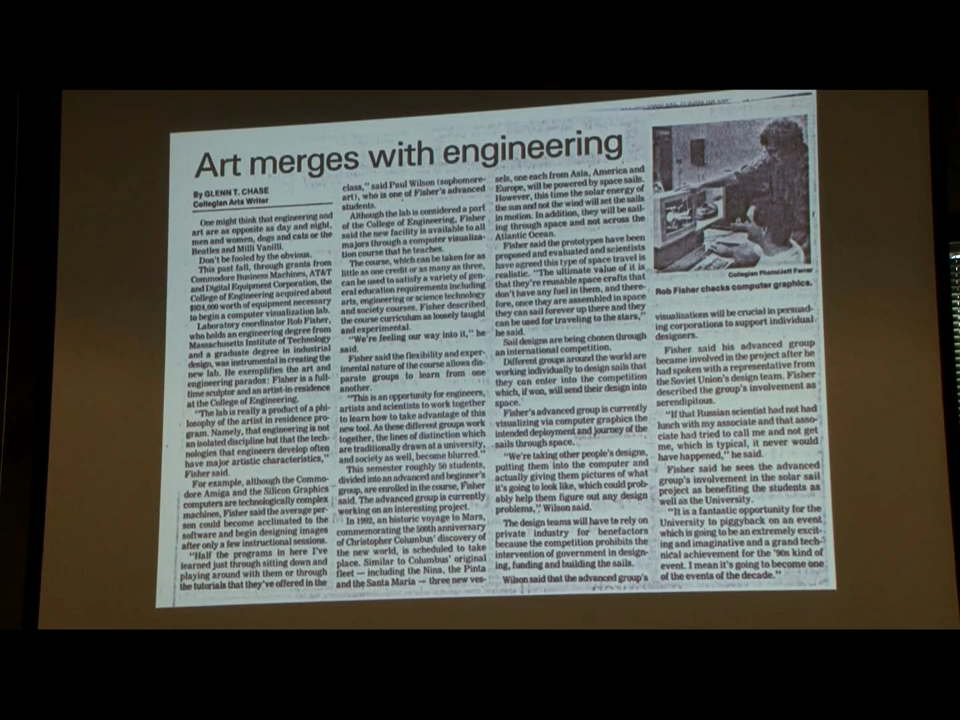 Art merges with engineering
By GLENN T. CHASE
Collegian Arts Writer
One might think that engineering and
art are as opposite as day and night,
men and women, dogs and cats or the
Beatles and Milli Vanilli.
Don't be fooled by the obvious.
This past fall, through grants from
Commodore Business Machines, AT&T
and Digital Equipment Corporation, the
College of Engineering acquired about
$924,000 worth of equipment necessary
to begin a computer visualization lab.
Laboratory coordinator Rob Fisher,
who holds an engineering degree from
Massachusetts Institute of Technology
and a graduate degree in industrial
design, was instrumental in creating the
new lab. He exemplifies the art and
engineering paradox: Fisher is a full-
time sculptor and an artist-in residence
at the College of Engineering.
"The lab is really a product of a phi-
losophy of the artist in residence pro-
gram. Namely, that engineering is not
an isolated discipline but that the tech-
nologies that engineers develop often
have major artistic characteristics,"
Fisher said.
For example, although the Commo-
dore Amiga and the Silicon Graphics
computers are technologically complex
machines, Fisher said the average per-
son could become acclimated to the
software and begin designing images
after only a few instructional sessions.
"Half the programs in here I've
learned just through sitting down and
playing around with them or through
the tutorials that they've offered in the
class," said Paul Wilson (sophomore-
art), who is one of Fisher's advanced
students.
Although the lab is considered a part
of the College of Engineering, Fisher
said the new facility is available to all
majors through a computer visualiza-
tion course that he teaches.
The course, which can be taken for as
little as one credit or as many as three,
can be used to satisfy a variety of gen-
eral education requirements including
arts, engineering or science technology
and society courses. Fisher described
the course curriculum as loosely taught
and experimental.
"We're feeling our way into it," he
said.
Fisher said the flexibility and exper-
imental nature of the course allows dis-
parate groups to learn from one
another.
"This is an opportunity for engineers,
artists and scientists to work together
to learn how to take advantage of this
new tool. As these different groups work
together, the lines of distinction which
are traditionally drawn at a university,
and society as well, become blurred."
This semester roughly 50 students,
divided into an advanced and beginner's
group, are enrolled in the course, Fisher
said. The advanced group is currently
working on an interesting project.
In 1992, an historic voyage to Mars,
commemorating the 500th anniversary
of Christopher Columbus' discovery of
the new world, is scheduled to take
place. Similar to Columbus' original
fleet — including the Nina, the Pinta
and the Santa Maria — three new ves-
sels, one each from Asia, America and
Europe, will be powered by space sails.
However, this time the solar energy of
the sun and not the wind will set the sails
in motion. In addition, they will be sail-
ing through space and not across the
Atlantic Ocean.
Fisher said the prototypes have been
proposed and evaluated and scientists
have agreed this type of space travel is
realistic. "The ultimate value of it is
that they're reusable space crafts that
don't have any fuel in them, and there-
fore, once they are assembled in space
they can sail forever up there and they
can be used for traveling to the stars,"
he said.
Sail designs are being chosen through
an international competition.
Different groups around the world are
working individually to design sails that
they can enter into the competition
which, if won, will send their design into
space.
Fisher's advanced group is currently
visualizing via computer graphics the
intended deployment and journey of the
sails through space.
"We're taking other people's designs,
putting them into the computer and
actually giving them pictures of what
it's going to look like, which could prob-
ably help them figure out any design
problems," Wilson said.
The design teams will have to rely on
private industry for benefactors
because the competition prohibits the
intervention of government in design-
ing, funding and building the sails.
Wilson said that the advanced group's
Collegian Photo/Jeff Farrar
Rob Fisher checks computer graphics.
visualizations will be crucial in persuad-
ing corporations to support individual
designers.
Fisher said his advanced group
became involved in the project after he
had spoken with a representative from
the Soviet Union's design team. Fisher
described the group's involvement as
serendipitous.
"If that Russian scientist had not had
lunch with my associate and that asso-
ciate had tried to call me and not get
me, which is typical, it never would
have happened," he said.
Fisher said he sees the advanced
group's involvement in the solar sail
project as benefiting the students as
well as the University.
"It is a fantastic opportunity for the
University to piggyback on an event
which is going to be an extremely excit-
ing and imaginative and a grand tech-
nical achievement for the '90s kind of
event. I mean it's going to become one
of the events of the decade."